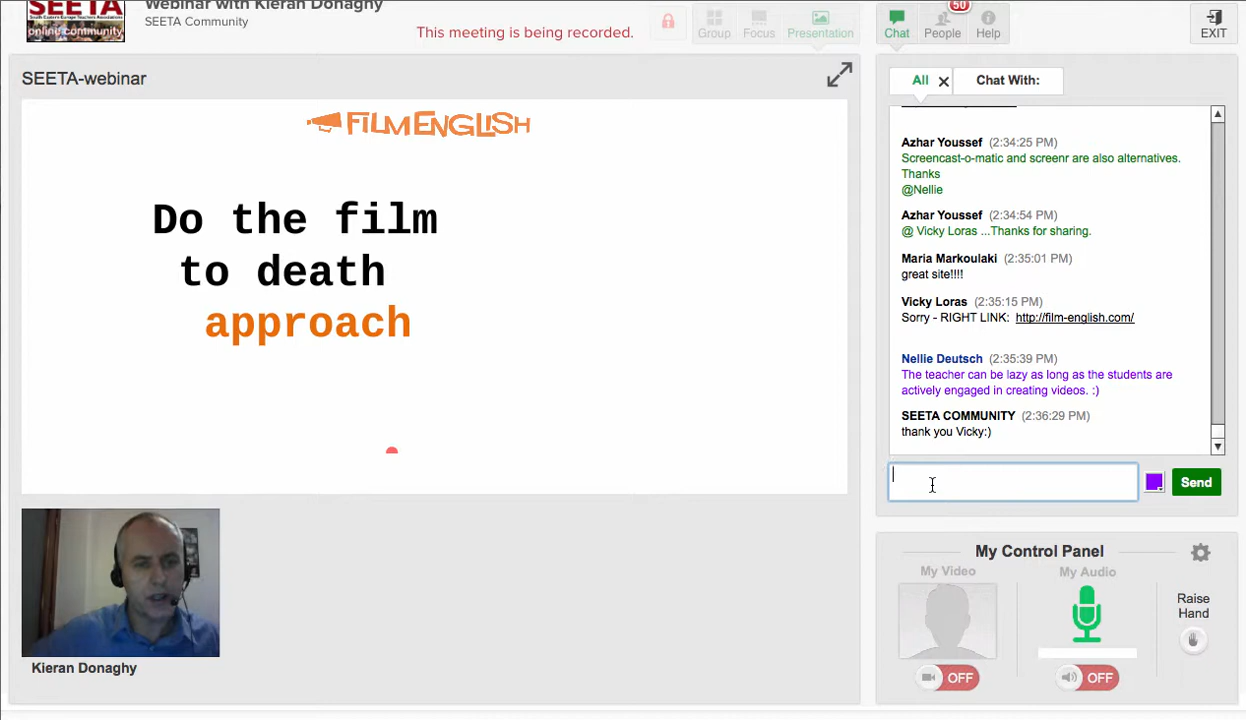 SEETA
South Eastern Europe Teachers Associations
online community
Webinar with Kieran Donaghy
SEETA Community
This meeting is being recorded.
Group
Focus
Presentation
Chat
50
People
Help
EXIT
SEETA-webinar
FILMENGLISH
Do the film
to death
approach
Kieran Donaghy
All
Chat With:
Azhar Youssef (2:34:25 PM)
Screencast-o-matic and screenr are also alternatives.
Thanks
@Nellie
Azhar Youssef (2:34:54 PM)
@ Vicky Loras ...Thanks for sharing.
Maria Markoulaki (2:35:01 PM)
great site!!!!
Vicky Loras (2:35:15 PM)
Sorry - RIGHT LINK: http://film-english.com/
Nellie Deutsch (2:35:39 PM)
The teacher can be lazy as long as the students are
actively engaged in creating videos. :)
SEETA COMMUNITY (2:36:29 PM)
thank you Vicky:)
Send
My Control Panel
My Video
My Audio
Raise
Hand
OFF
OFF